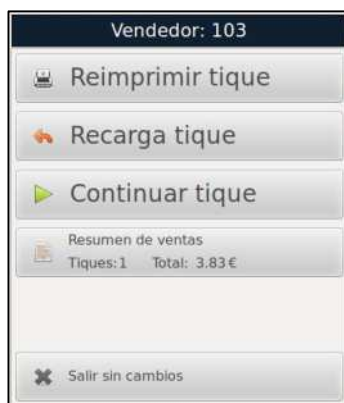 Vendedor: 103
Reimprimir tique
Recarga tique
Continuar tique
Resumen de ventas
Tiques:1 Total: 3.83€
Salir sin cambios